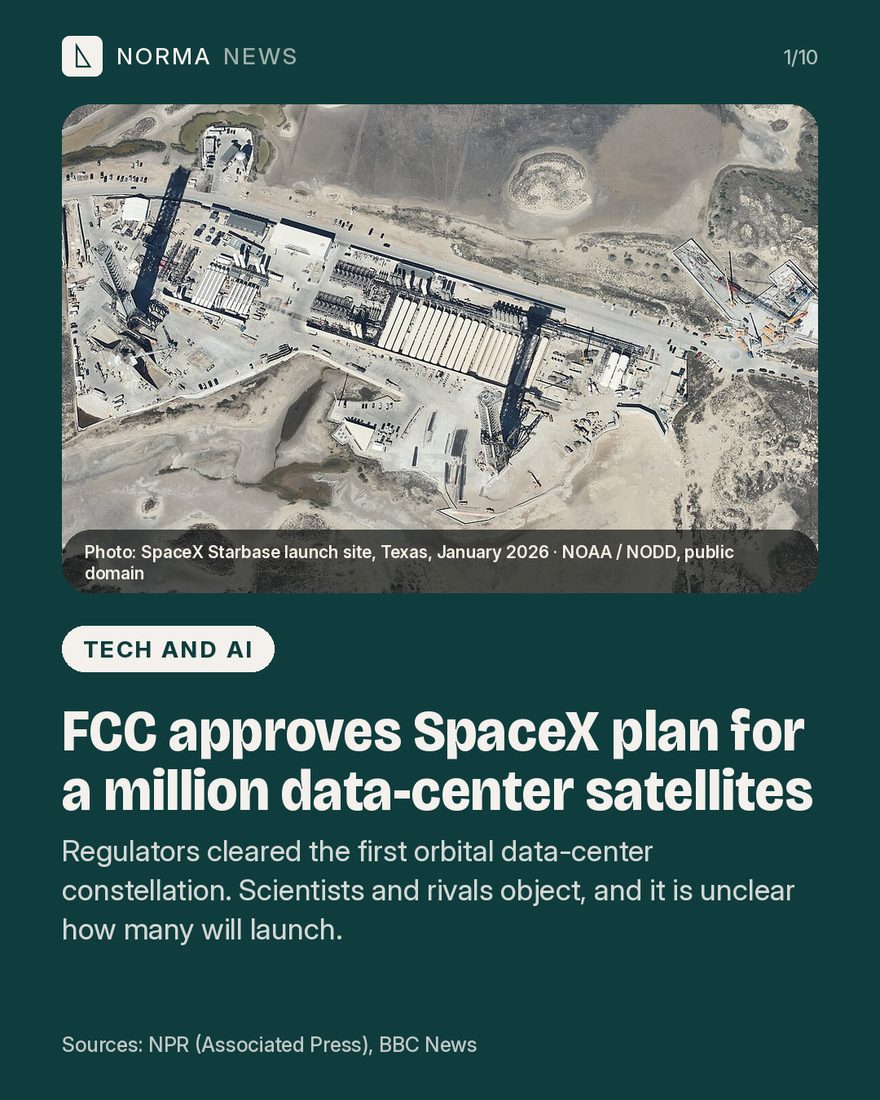 NORMA NEWS
1/10
Photo: SpaceX Starbase launch site, Texas, January 2026 · NOAA / NODD, public
domain
TECH AND AI
FCC approves SpaceX plan for
a million data-center satellites
Regulators cleared the first orbital data-center
constellation. Scientists and rivals object, and it is unclear
how many will launch.
Sources: NPR (Associated Press), BBC News